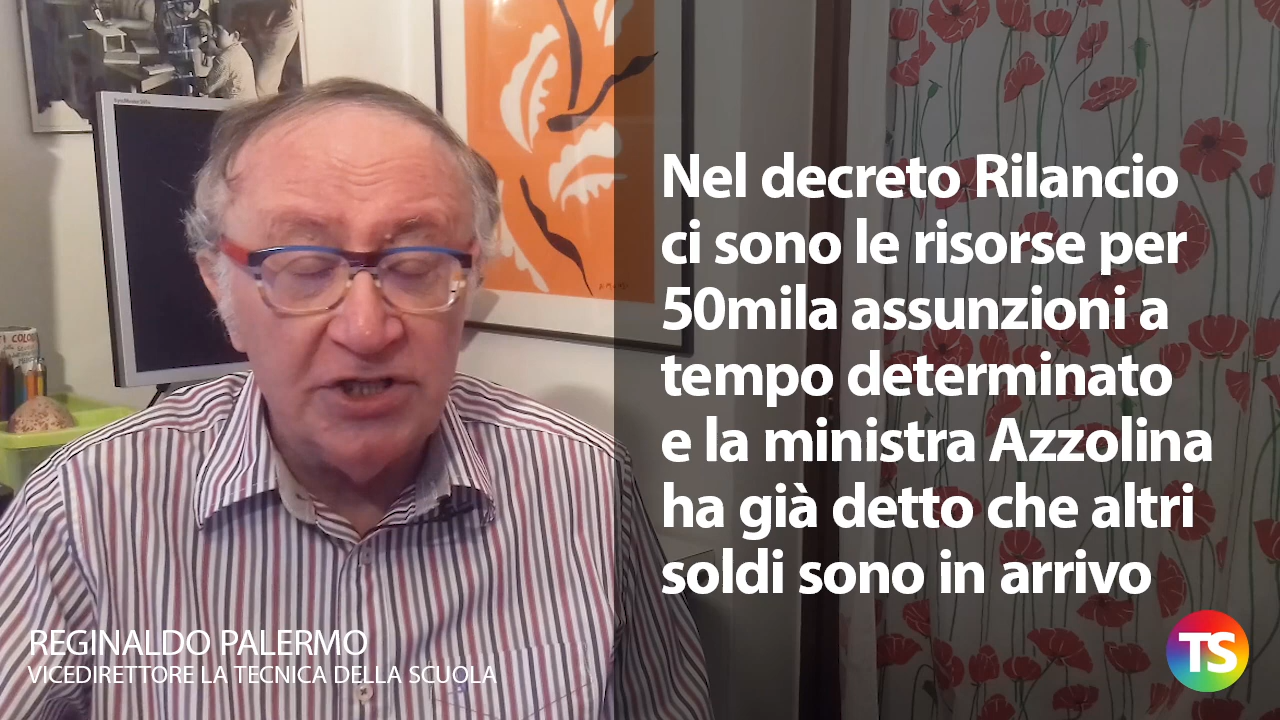 Nel decreto Rilancio
ci sono le risorse per
50mila assunzioni a
tempo determinato
e la ministra Azzolina
ha già detto che altri
soldi sono in arrivo
REGINALDO PALERMO
VICEDIRETTORE LA TECNICA DELLA SCUOLA
TS